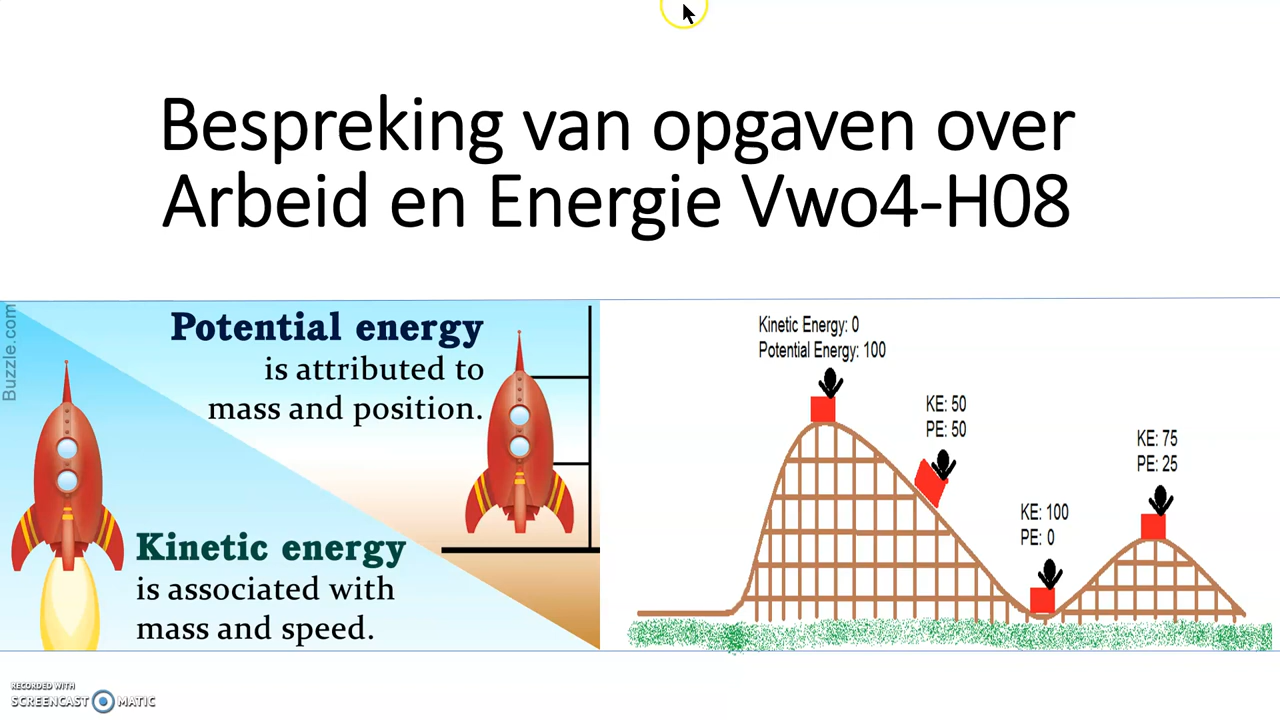 Bespreking van opgaven over
Arbeid en Energie Vwo4-H08
Buzzle.com
Potential energy
is attributed to
mass and position.
Kinetic energy
is associated with
mass and speed.
Kinetic Energy: 0
Potential Energy: 100
KE: 50
PE: 50
KE: 100
PE: 0
KE: 75
PE: 25
RECORDED WITH
SCREENCAST MATIC